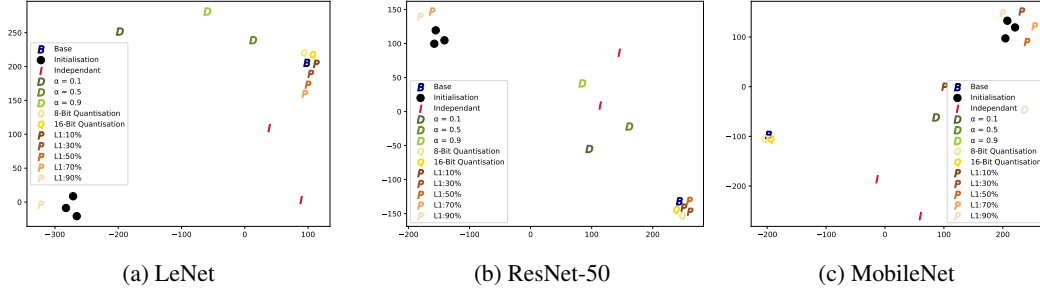 250
200
150
100
50
0
D
D
D
Q Q
B P
P
P
P
I
I
P
B Base
Initialisation
I Independant
D α = 0.1
D α = 0.5
D α = 0.9
Q 8-Bit Quantisation
Q 16-Bit Quantisation
P L1:10%
P L1:30%
P L1:50%
P L1:70%
P L1:90%
−300 −200 −100 0 100
(a) LeNet
150
100
50
0
−50
−100
−150
P P
I
D
I
D
D
B P
Q P P
Q
B Base
Initialisation
I Independant
D α = 0.1
D α = 0.5
D α = 0.9
Q 8-Bit Quantisation
Q 16-Bit Quantisation
P L1:10%
P L1:30%
P L1:50%
P L1:70%
P L1:90%
−200 −100 0 100 200
(b) ResNet-50
100
0
−100
−200
P P
P
P
P
D
D
B
Q Q
I
I
B Base
Initialisation
I Independant
D α = 0.1
D α = 0.5
D α = 0.9
Q 8-Bit Quantisation
Q 16-Bit Quantisation
P L1:10%
P L1:30%
P L1:50%
P L1:70%
P L1:90%
−200 −100 0 100 200
(c) MobileNet